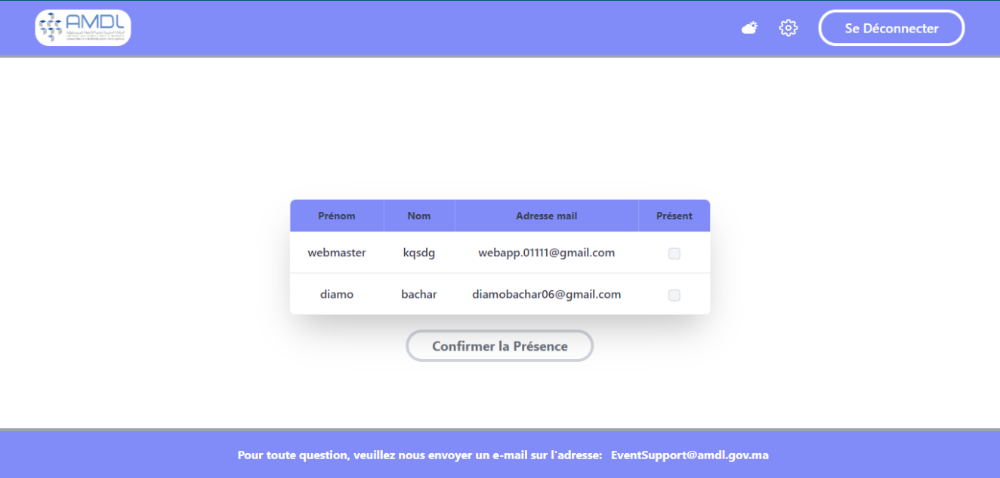 AMDL
Se Déconnecter
Prénom Nom Adresse mail Présent
webmaster kqsdg webapp.01111@gmail.com
diamo bachar diamobachar06@gmail.com
Confirmer la Présence
Pour toute question, veuillez nous envoyer un e-mail sur l'adresse: EventSupport@amdl.gov.ma